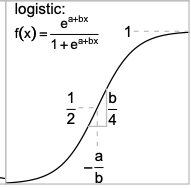 logistic:
f(x) = e^{a+bx} / 1 + e^{a+bx}
1
1/2
b/4
-a/b